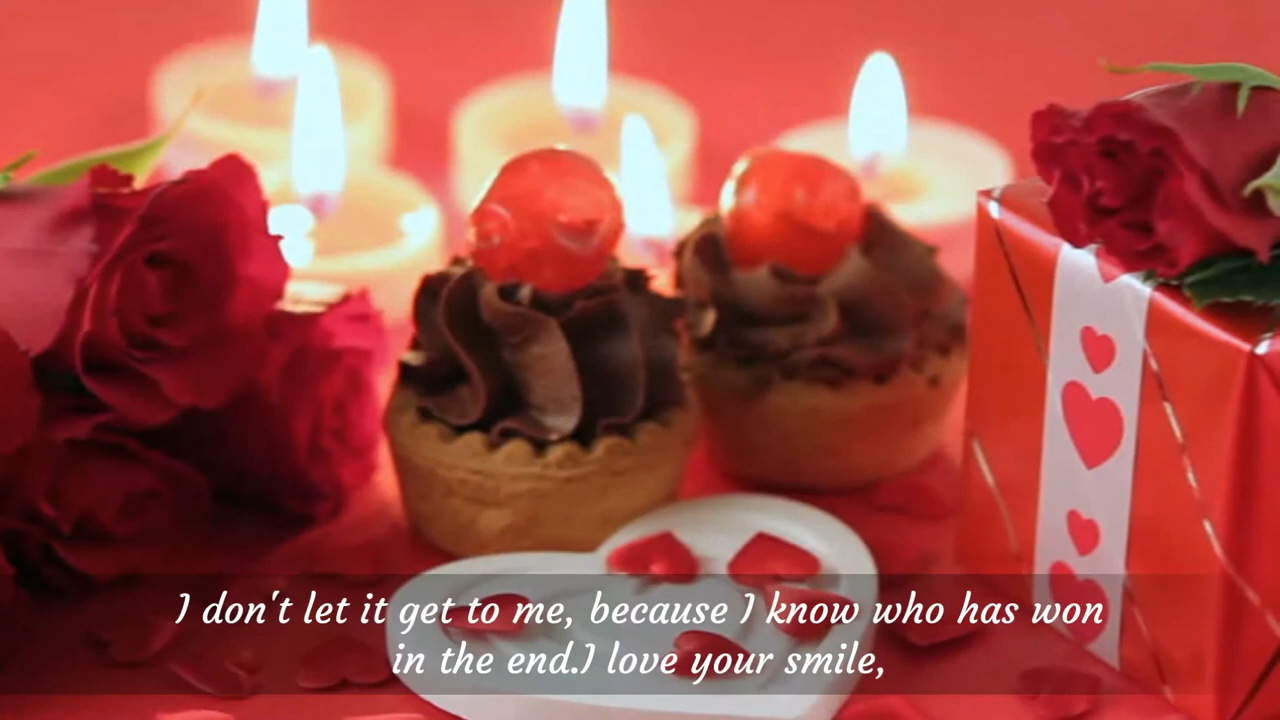 I don't let it get to me, because I know who has won
in the end.I love your smile,